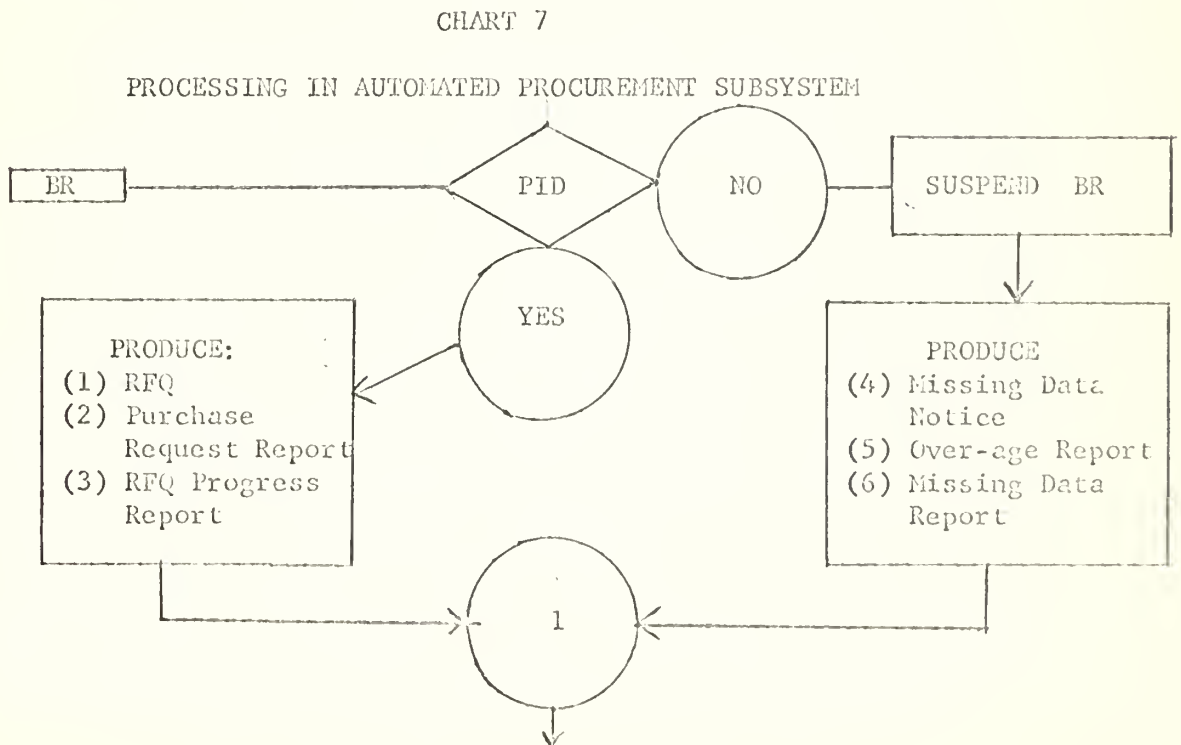 CHART 7
PROCESSING IN AUTOMATED PROCUREMENT SUBSYSTEM
BR
PID
NO
SUSPEND BR
YES
PRODUCE:
(1) RFQ
(2) Purchase
Request Report
(3) RFQ Progress
Report
PRODUCE
(4) Missing Data
Notice
(5) Over-age Report
(6) Missing Data
Report
1